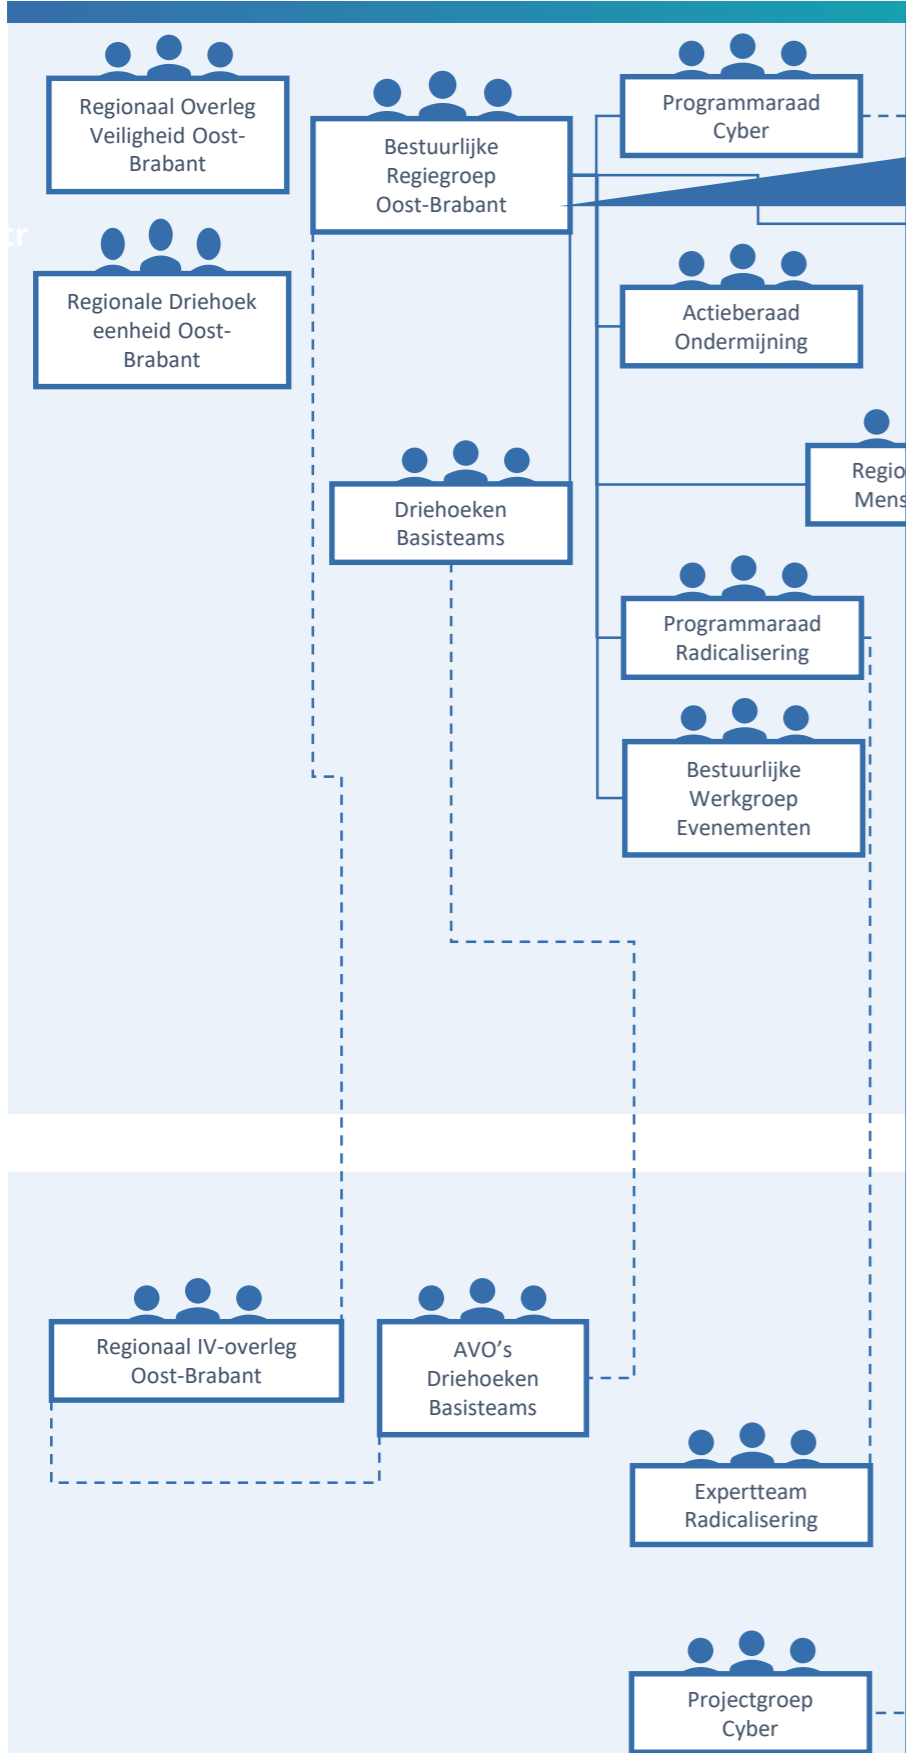 Regionaal Overleg
Veiligheid Oost-
Brabant
Bestuurlijke
Regiegroep
Oost-Brabant
Programmaraad
Cyber
tr
Regionale Driehoek
eenheid Oost-
Brabant
Actieberaad
Ondermijning
Driehoeken
Basisteams
Regio
Mens
Programmaraad
Radicalisering
Bestuurlijke
Werkgroep
Evenementen
Regionaal IV-overleg
Oost-Brabant
AVO's
Driehoeken
Basisteams
Expertteam
Radicalisering
Projectgroep
Cyber